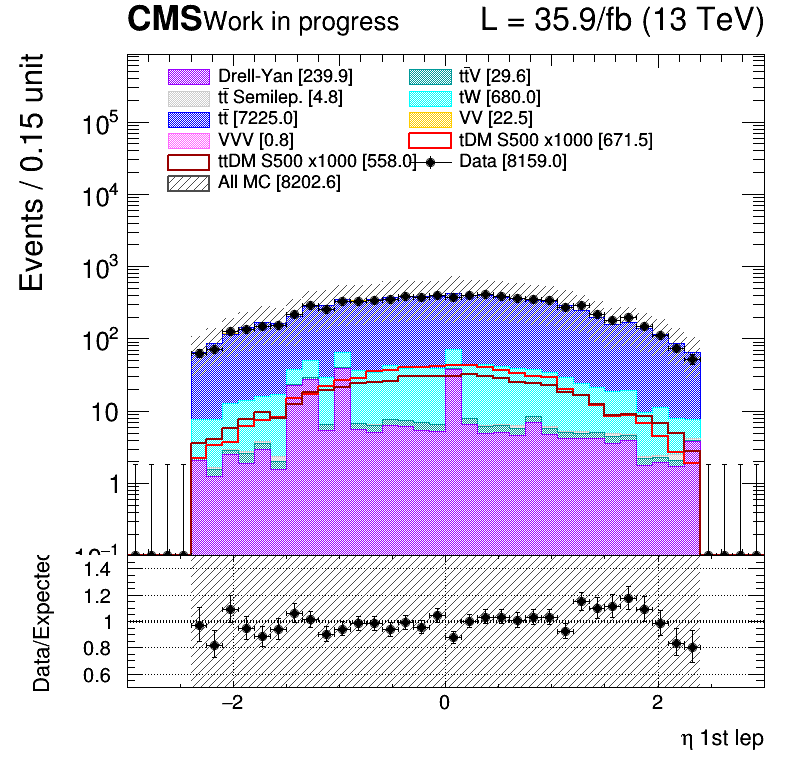 CMS Work in progress L = 35.9/fb (13 TeV)
Events / 0.15 unit
Drell-Yan [239.9] tt̄V [29.6]
tt̄ Semilep. [4.8] tW [680.0]
tt̄ [7225.0] VV [22.5]
VVV [0.8] tDM S500 x1000 [671.5]
ttDM S500 x1000 [558.0] Data [8159.0]
All MC [8202.6]
10⁵
10⁴
10³
10²
10
1
10⁻¹
Data/Expected
1.4
1.2
1
0.8
0.6
−2 0 2
η 1st lep